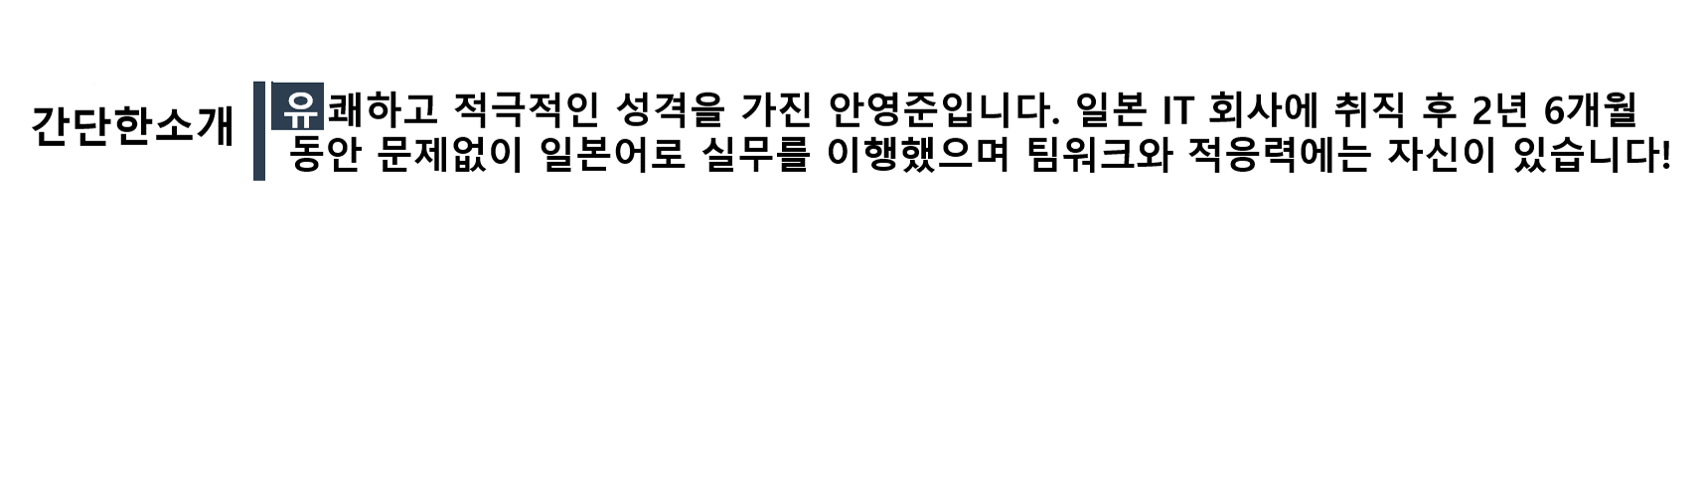 간단한소개
유쾌하고 적극적인 성격을 가진 안영준입니다. 일본 IT 회사에 취직 후 2년 6개월
동안 문제없이 일본어로 실무를 이행했으며 팀워크와 적응력에는 자신이 있습니다!